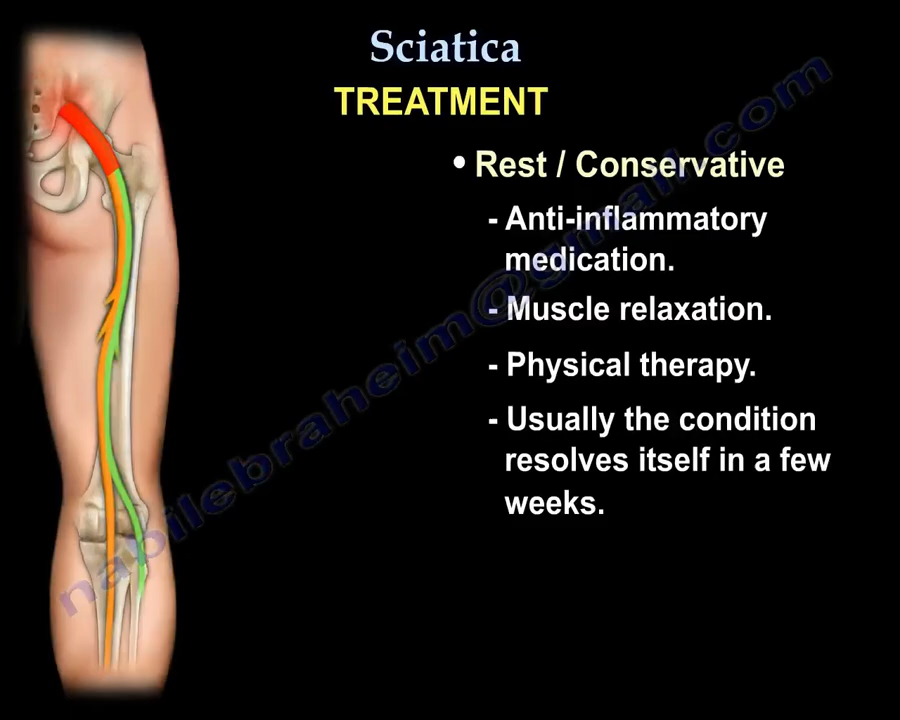 Sciatica
TREATMENT
• Rest / Conservative
- Anti-inflammatory
medication.
- Muscle relaxation.
- Physical therapy.
- Usually the condition
resolves itself in a few
weeks.
nabilebraheim@gmail.com